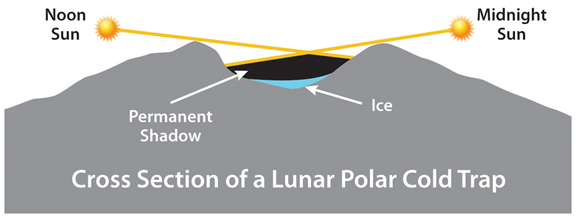 Noon
Sun
Midnight
Sun
Permanent
Shadow
Ice
Cross Section of a Lunar Polar Cold Trap